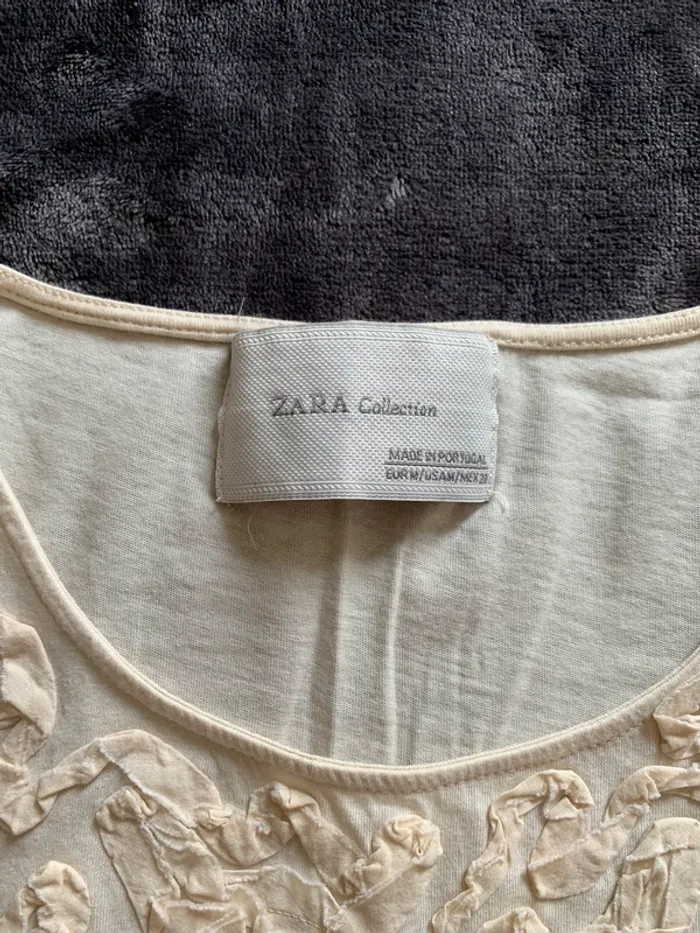 ZARA Collection
MADE IN PORTUGAL
EUR M/USA M/MEX 28